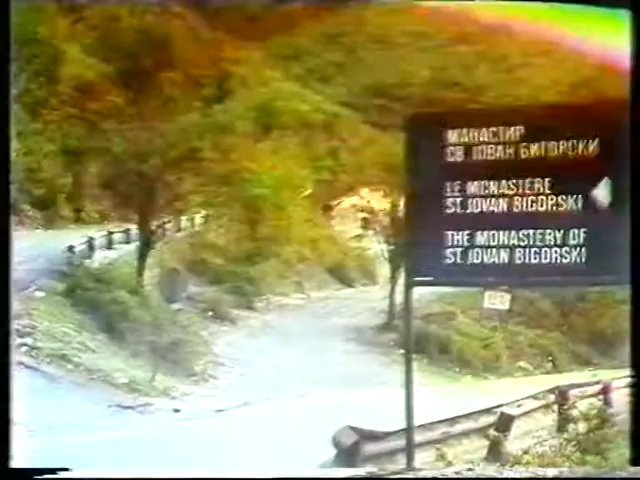 МАНАСТИР
СВ. ЈОВАН БИГОРСКИ
LE MONASTERE
ST. JOVAN BIGORSKI
THE MONASTERY OF
ST. JOVAN BIGORSKI